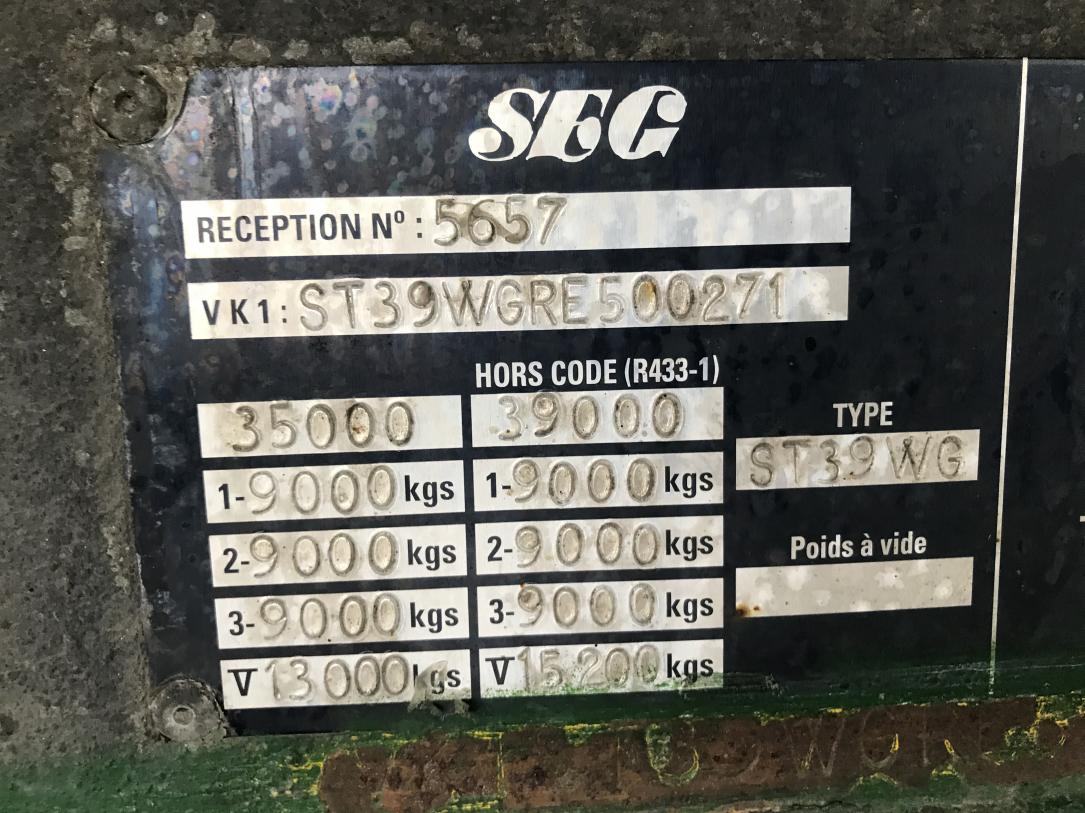 SEG
RECEPTION Nº : 5657
VK1: ST39WGRE500271
HORS CODE (R433-1)
35000 39000
TYPE
ST39WG
1-9000 kgs 1-9000 kgs
2-9000 kgs 2-9000 kgs
Poids à vide
3-9000 kgs 3-9000 kgs
V 13000 kgs V 15200 kgs